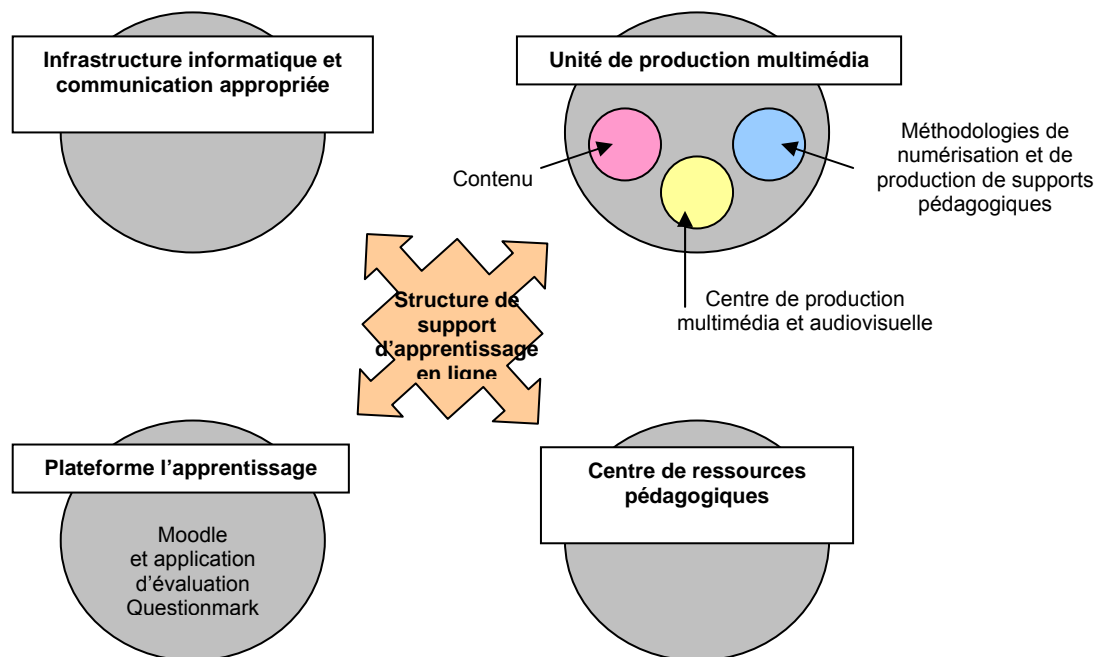 Infrastructure informatique et
communication appropriée
Unité de production multimédia
Contenu
Méthodologies de
numérisation et de
production de supports
pédagogiques
Centre de production
multimédia et audiovisuelle
Structure de
support
d'apprentissage
en ligne
Plateforme l'apprentissage
Moodle
et application
d'évaluation
Questionmark
Centre de ressources
pédagogiques